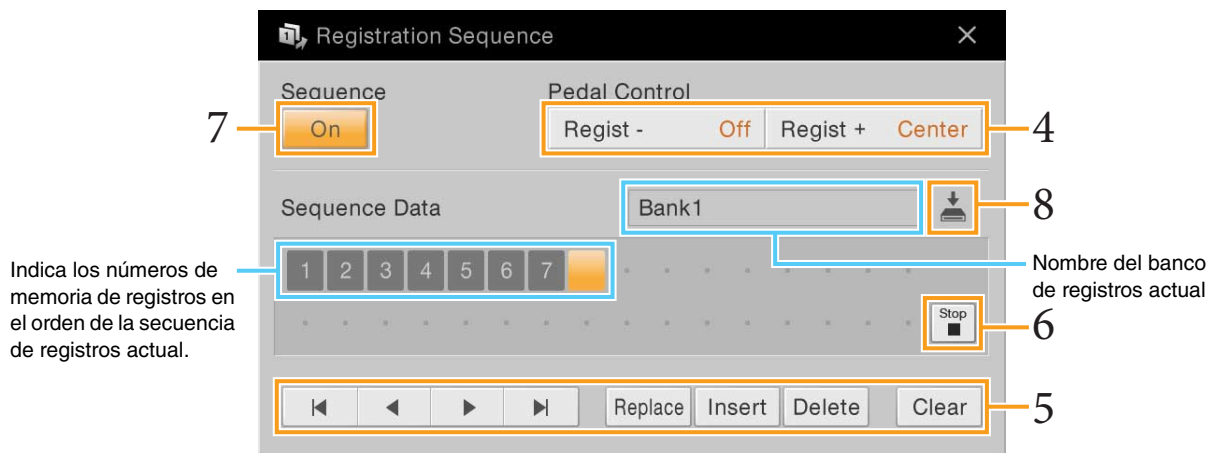 Registration Sequence
Sequence
Pedal Control
7
On
Regist - Off
Regist + Center
4
Sequence Data
Bank1
8
Indica los números de
memoria de registros en
el orden de la secuencia
de registros actual.
1 2 3 4 5 6 7
Nombre del banco
de registros actual
Stop
6
Replace
Insert
Delete
Clear
5